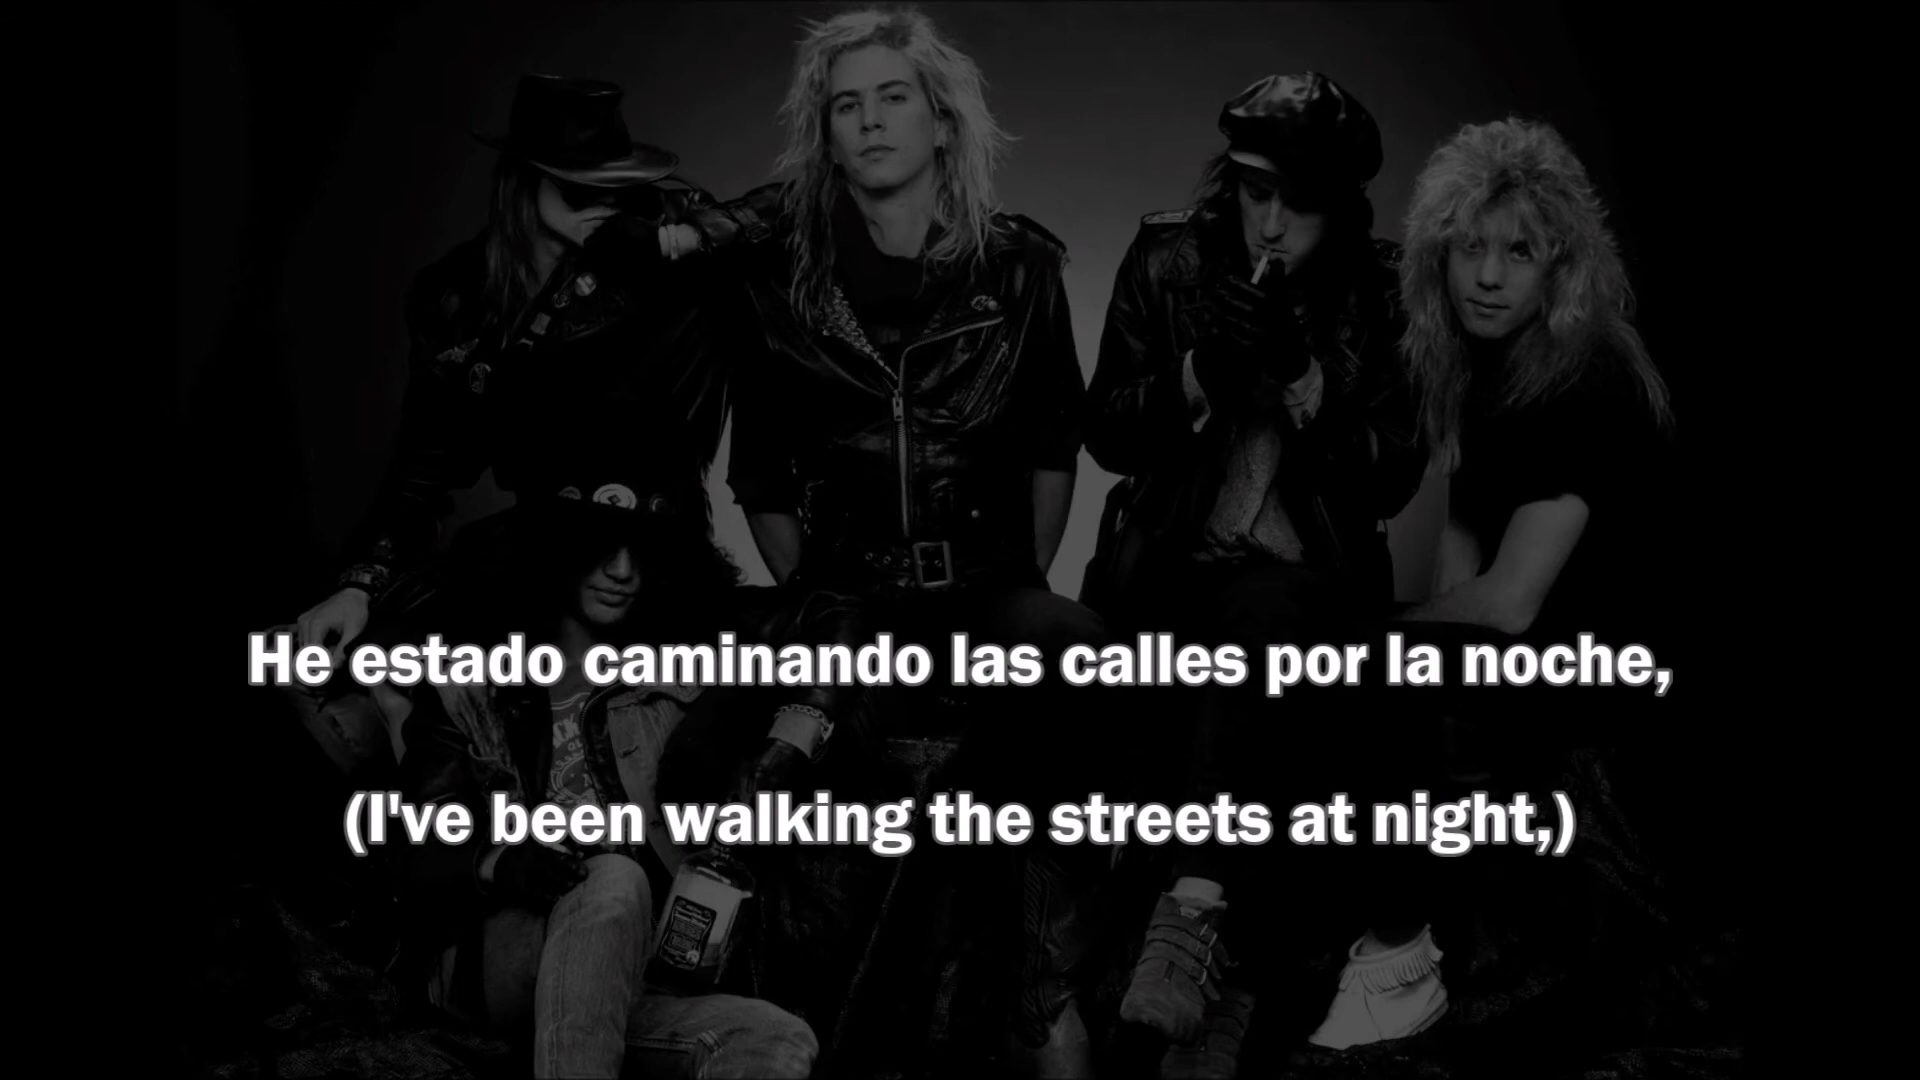 He estado caminando las calles por la noche,
(I've been walking the streets at night,)